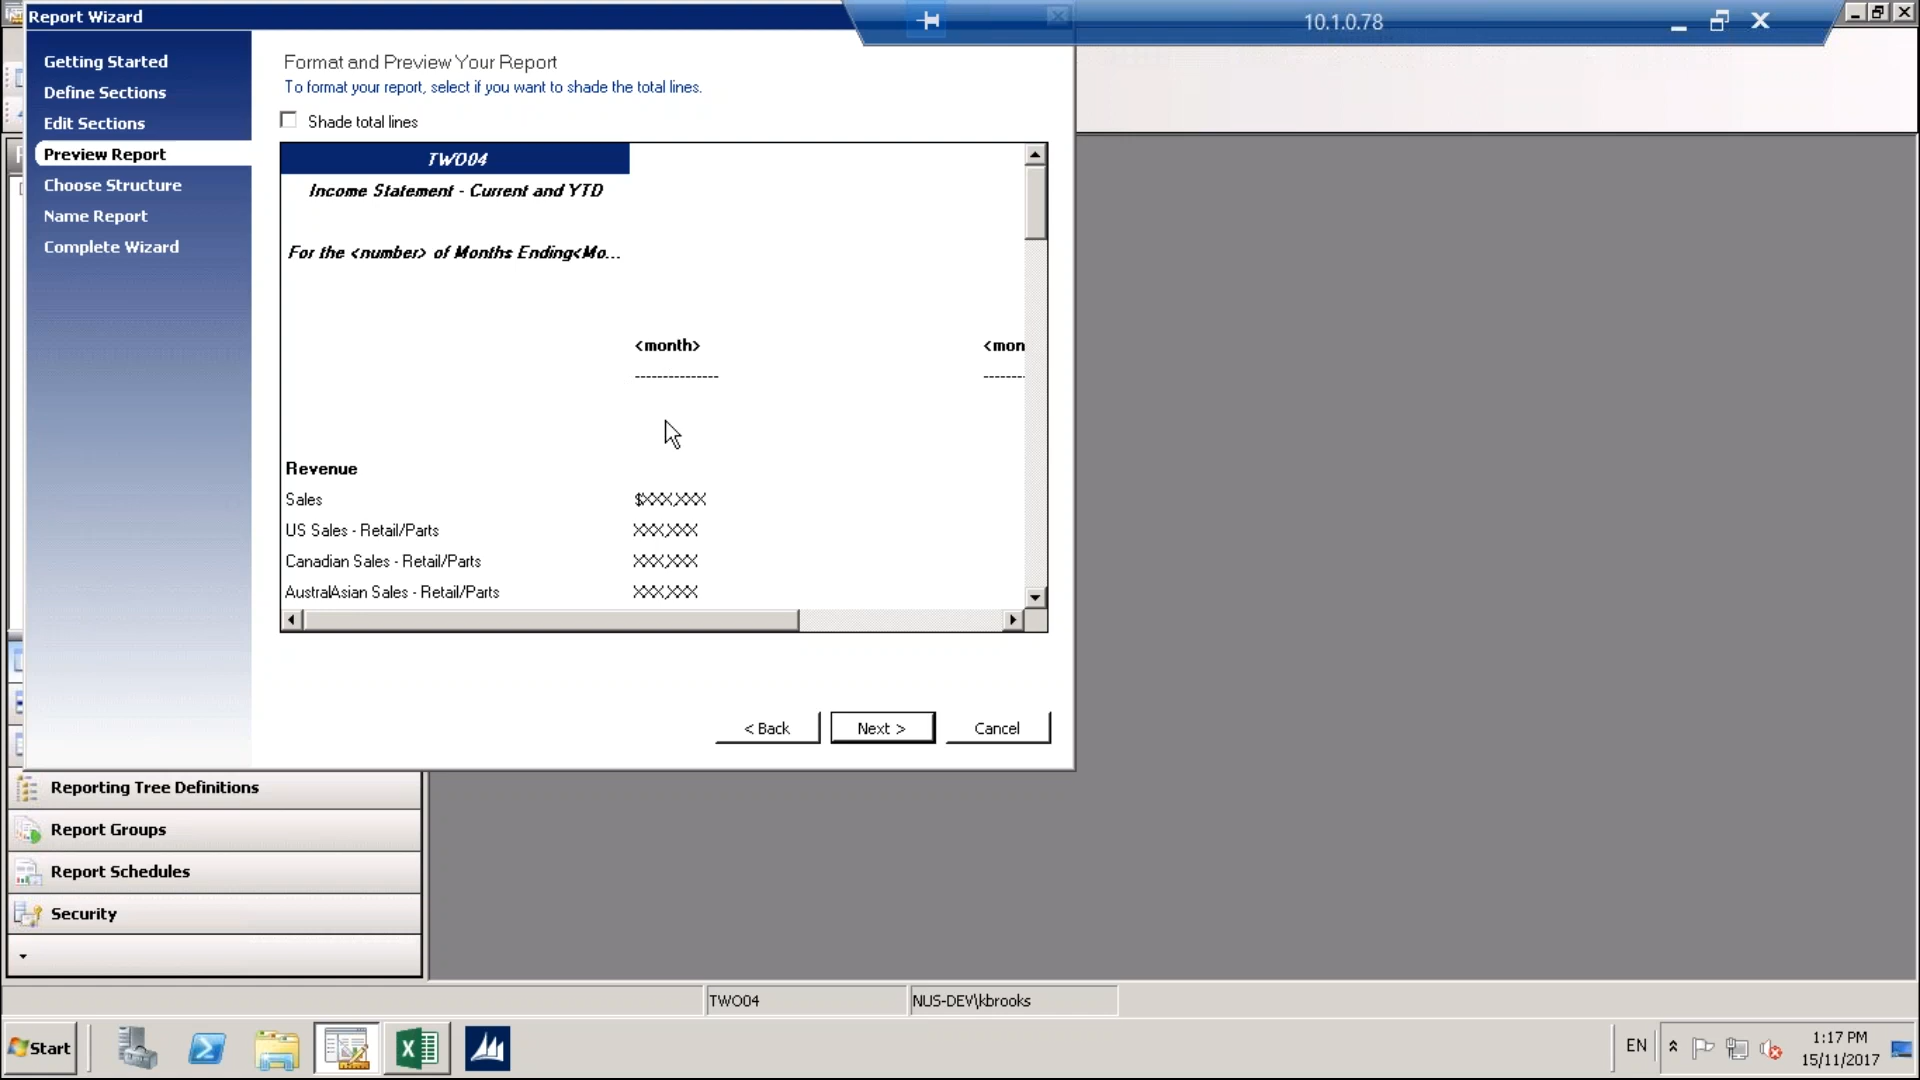 Report Wizard
10.1.0.78
Getting Started
Define Sections
Edit Sections
Preview Report
Choose Structure
Name Report
Complete Wizard
Format and Preview Your Report
To format your report, select if you want to shade the total lines.
Shade total lines
TWO04
Income Statement - Current and YTD
For the <number> of Months Ending<Mo...
<month> <mon
--------------- -------
Revenue
Sales $XXX,XXX
US Sales - Retail/Parts XXX,XXX
Canadian Sales - Retail/Parts XXX,XXX
AustralAsian Sales - Retail/Parts XXX,XXX
< Back Next > Cancel
Reporting Tree Definitions
Report Groups
Report Schedules
Security
TWO04 NUS-DEV\kbrooks
Start
EN
1:17 PM
15/11/2017